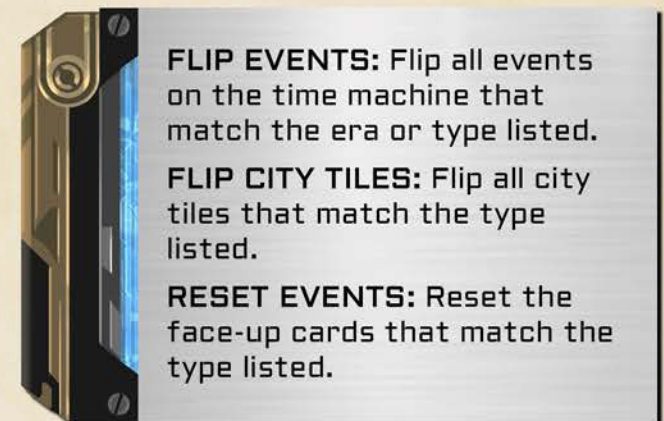 FLIP EVENTS: Flip all events
on the time machine that
match the era or type listed.
FLIP CITY TILES: Flip all city
tiles that match the type
listed.
RESET EVENTS: Reset the
face-up cards that match the
type listed.